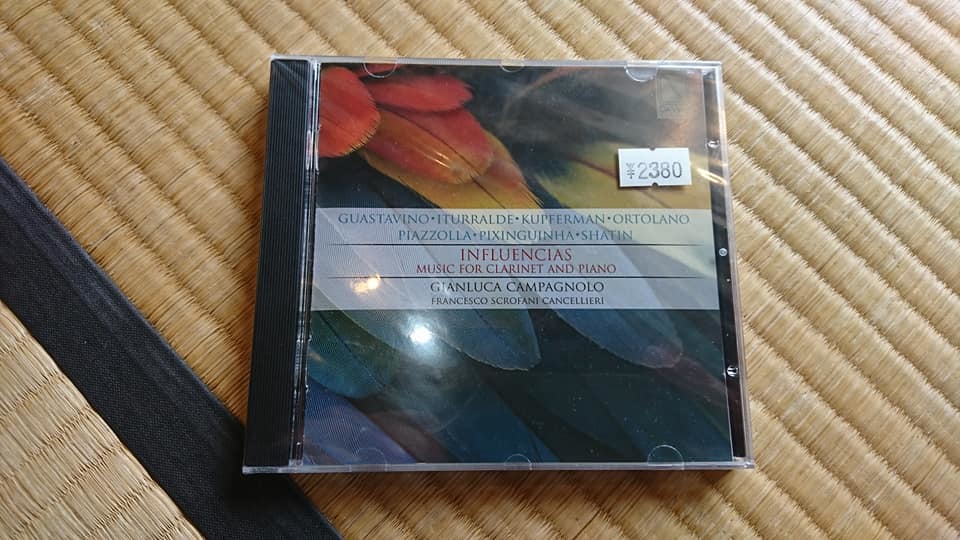 ¥2380
GUASTAVINO•ITURRALDE•KUPFERMAN•ORTOLANO
PIAZZOLLA•PIXINGUINHA•SHATIN
INFLUENCIAS
MUSIC FOR CLARINET AND PIANO
GIANLUCA CAMPAGNOLO
FRANCESCO SCROFANI CANCELLIERI